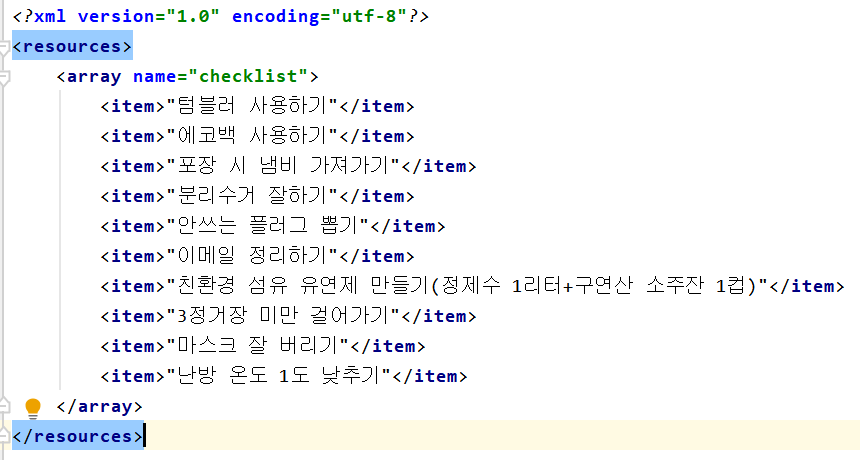 <?xml version="1.0" encoding="utf-8"?>
<resources>
<array name="checklist">
<item>"텀블러 사용하기"</item>
<item>"에코백 사용하기"</item>
<item>"포장 시 냄비 가져가기"</item>
<item>"분리수거 잘하기"</item>
<item>"안쓰는 플러그 뽑기"</item>
<item>"이메일 정리하기"</item>
<item>"친환경 섬유 유연제 만들기(정제수 1리터+구연산 소주잔 1컵)"</item>
<item>"3정거장 미만 걸어가기"</item>
<item>"마스크 잘 버리기"</item>
<item>"난방 온도 1도 낮추기"</item>
</array>
</resources>